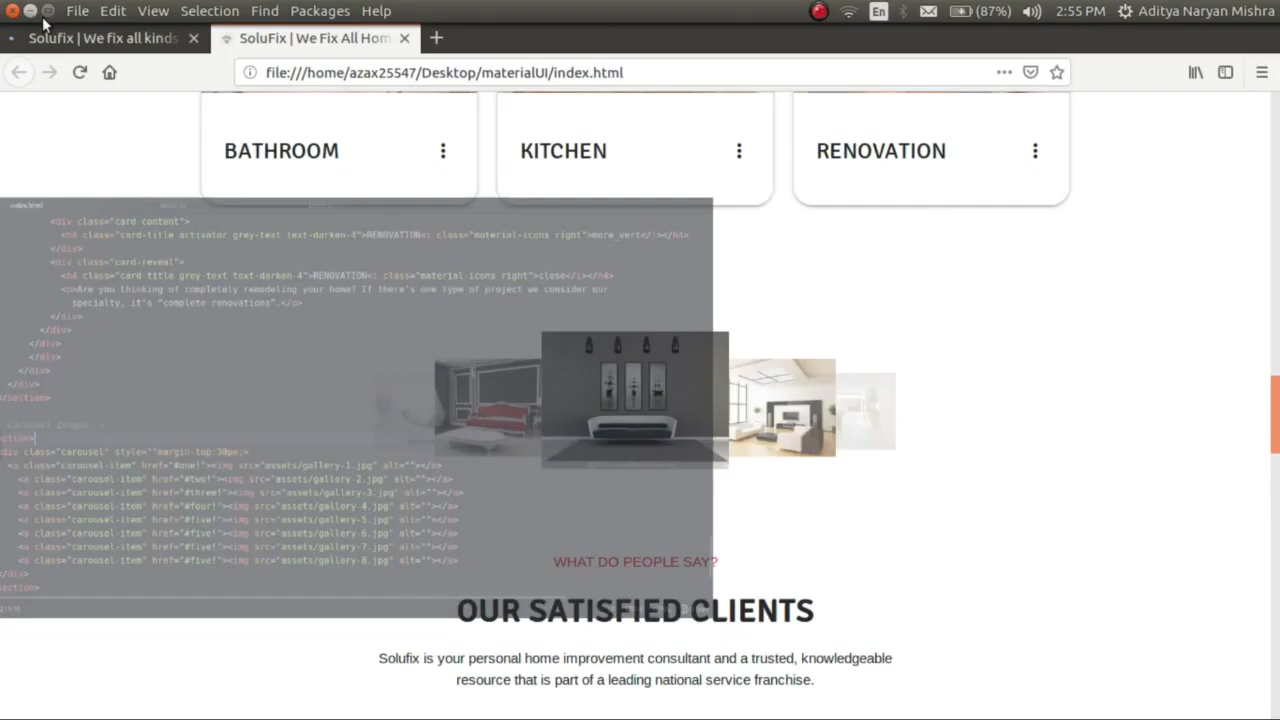 File Edit View Selection Find Packages Help
En (87%) 2:55 PM Aditya Naryan Mishra
Solufix | We fix all kinds
SoluFix | We Fix All Hom
file:///home/azax25547/Desktop/materialUI/index.html
BATHROOM
KITCHEN
RENOVATION
index.html
<div class="card-content">
<h4 class="card-title activator grey-text text-darken-4">RENOVATION<i class="material-icons right">more_vert</i></h4>
</div>
<div class="card-reveal">
<h4 class="card-title grey-text text-darken-4">RENOVATION<i class="material-icons right">close</i></h4>
<p>Are you thinking of completely remodeling your home? If there's one type of project we consider our
specialty, it's "complete renovations".</p>
</div>
</div>
</div>
</div>
</div>
</div>
</section>
Carousel Images
ection>
div class="carousel" style=""margin-top:30px;>
<a class="carousel-item" href="#one!"><img src="assets/gallery-1.jpg" alt=""></a>
<a class="carousel-item" href="#two!"><img src="assets/gallery-2.jpg" alt=""></a>
<a class="carousel-item" href="#three!"><img src="assets/gallery-3.jpg" alt=""></a>
<a class="carousel-item" href="#four!"><img src="assets/gallery-4.jpg" alt=""></a>
<a class="carousel-item" href="#five!"><img src="assets/gallery-5.jpg" alt=""></a>
<a class="carousel-item" href="#five!"><img src="assets/gallery-6.jpg" alt=""></a>
<a class="carousel-item" href="#five!"><img src="assets/gallery-7.jpg" alt=""></a>
<a class="carousel-item" href="#five!"><img src="assets/gallery-8.jpg" alt=""></a>
</div>
section>
WHAT DO PEOPLE SAY?
OUR SATISFIED CLIENTS
Solufix is your personal home improvement consultant and a trusted, knowledgeable
resource that is part of a leading national service franchise.